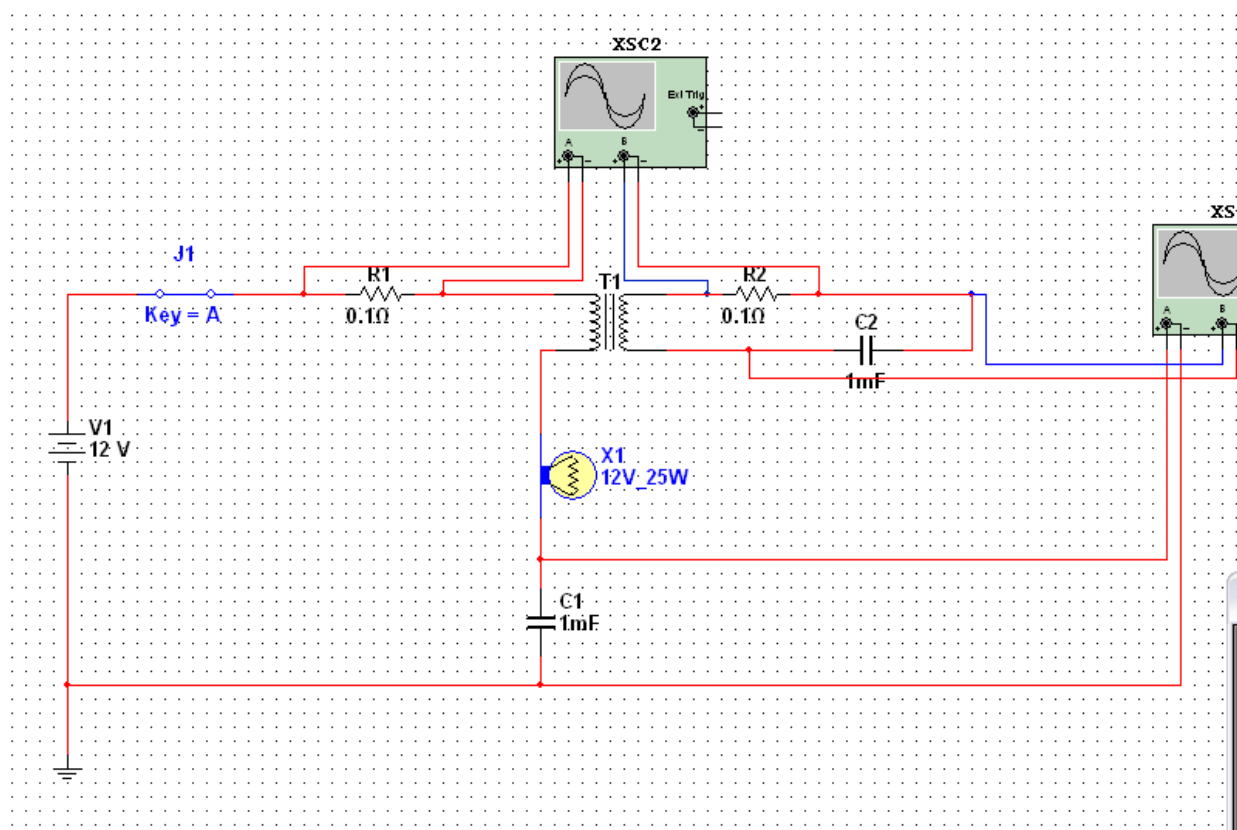 XSC2
Ext Trig
+
-
A
B
+ - + -
XS
J1
Key = A
R1
0.1Ω
T1
R2
0.1Ω
C2
1mF
A
B
+ - +
V1
12 V
X1
12V_25W
C1
1mF